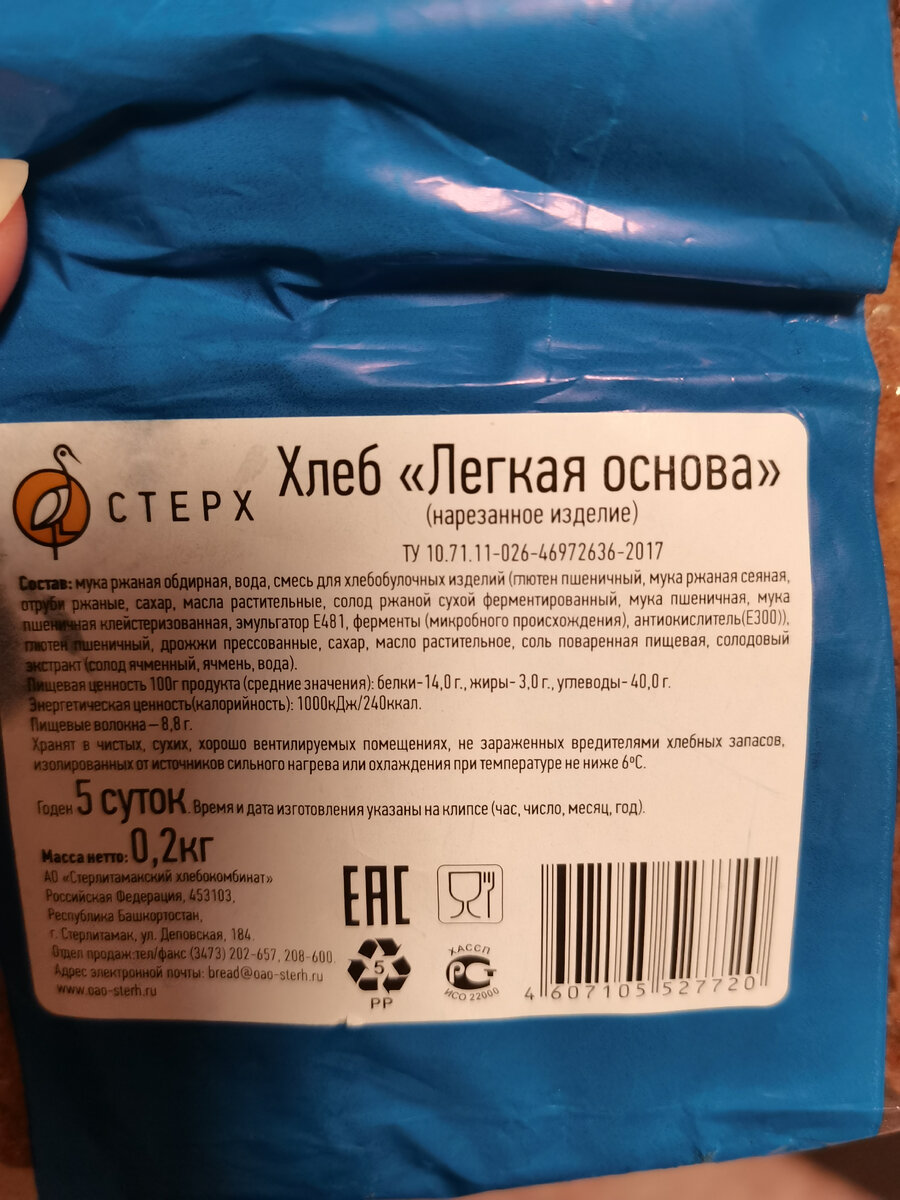 СТЕРХ
Хлеб «Легкая основа»
(нарезанное изделие)
ТУ 10.71.11-026-46972636-2017
Состав: мука ржаная обдирная, вода, смесь для хлебобулочных изделий (глютен пшеничный, мука ржаная сеяная,
отруби ржаные, сахар, масла растительные, солод ржаной сухой ферментированный, мука пшеничная, мука
пшеничная клейстеризованная, эмульгатор Е481, ферменты (микробного происхождения), антиокислитель(Е300)),
глютен пшеничный, дрожжи прессованные, сахар, масло растительное, соль поваренная пищевая, солодовый
экстракт (солод ячменный, ячмень, вода).
Пищевая ценность 100г продукта (средние значения): белки-14,0 г., жиры- 3,0 г., углеводы- 40,0 г.
Энергетическая ценность(калорийность): 1000кДж/240ккал.
Пищевые волокна – 8,8 г.
Хранят в чистых, сухих, хорошо вентилируемых помещениях, не зараженных вредителями хлебных запасов,
изолированных от источников сильного нагрева или охлаждения при температуре не ниже 6ºС.
Годен 5 суток. Время и дата изготовления указаны на клипсе (час, число, месяц, год).
Масса нетто: 0,2кг
АО «Стерлитамакский хлебокомбинат»
Российская Федерация, 453103,
Республика Башкортостан,
г. Стерлитамак, ул. Деповская, 184.
Отдел продаж:тел/факс (3473) 202-657, 208-600.
Адрес электронной почты: bread@oao-sterh.ru
www.oao-sterh.ru
ЕАС
5
PP
ХАССП
РСТ
ИСО 22000
4 607105 527720